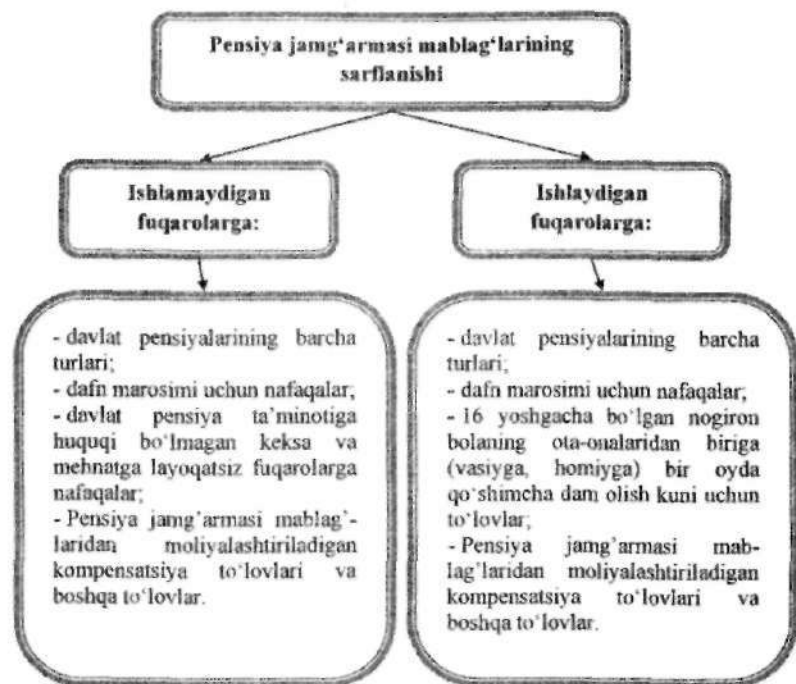 Pensiya jamg‘armasi mablag‘larining
sarflanishi
Ishlamaydigan
fuqarolarga:
Ishlaydigan
fuqarolarga:
- davlat pensiyalarining barcha
turlari;
- dafn marosimi uchun nafaqalar;
- davlat pensiya ta’minotiga
huquqi bo‘lmagan keksa va
mehnatga layoqatsiz fuqarolarga
nafaqalar;
- Pensiya jamg’armasi mablag’-
laridan moliyalashtiriladigan
kompensatsiya to‘lovlari va
boshqa to‘lovlar.
- davlat pensiyalarining barcha
turlari;
- dafn marosimi uchun nafaqalar;
- 16 yoshgacha bo‘lgan nogiron
bolaning ota-onalaridan biriga
(vasiyga, homiyga) bir oyda
qo‘shimcha dam olish kuni uchun
to‘lovlar;
- Pensiya jamg’armasi mab-
lag’laridan moliyalashtiriladigan
kompensatsiya to‘lovlari va
boshqa to‘lovlar.